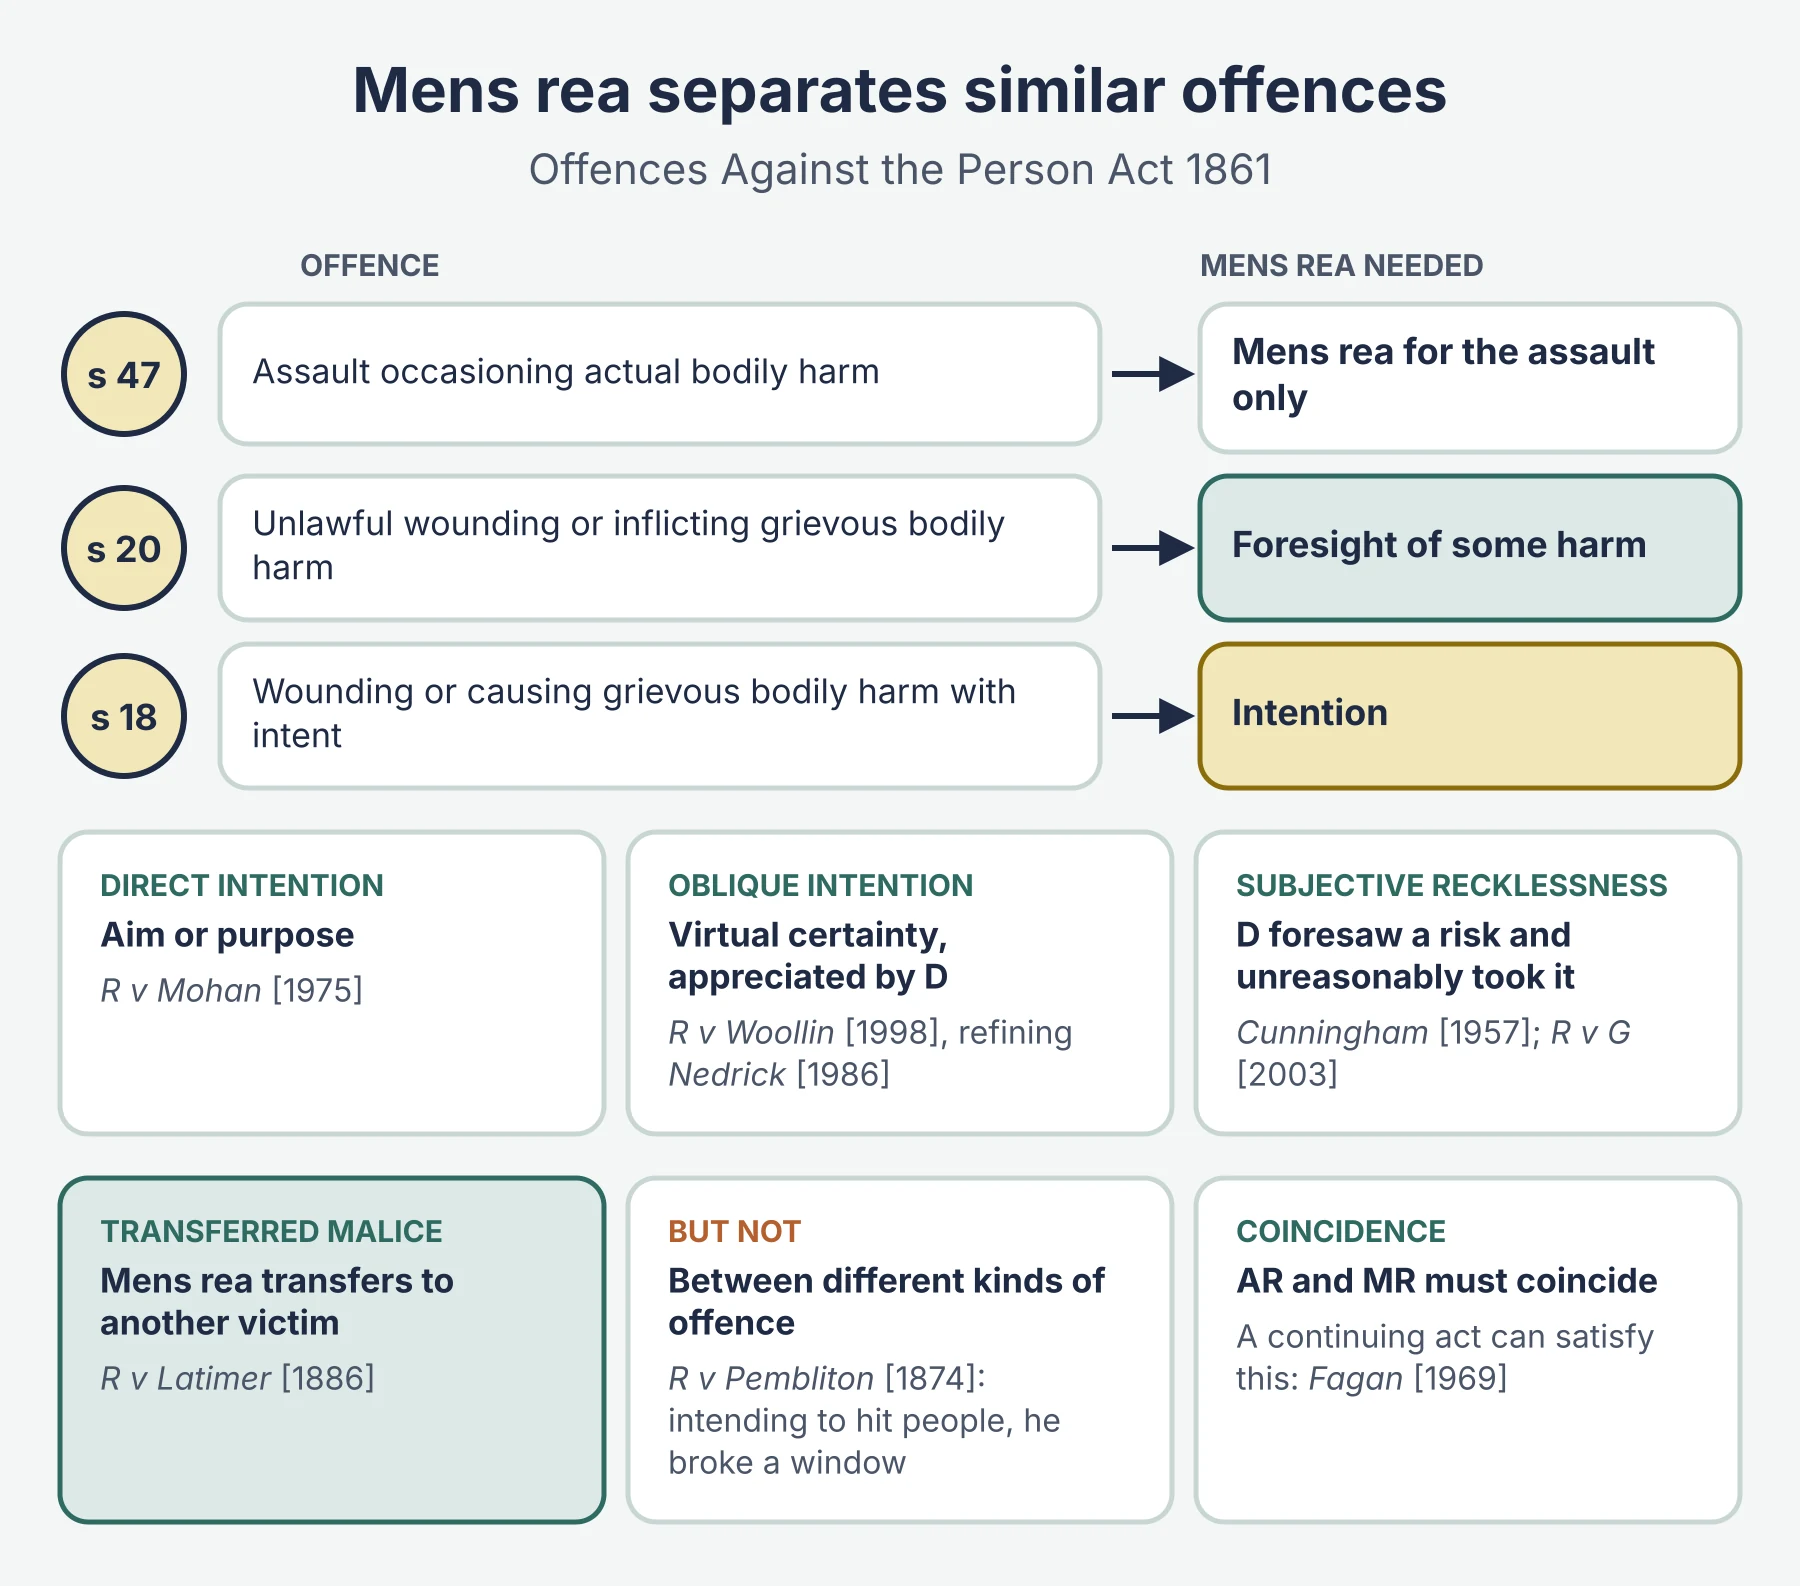 Mens rea separates similar offences
Offences Against the Person Act 1861
OFFENCE
MENS REA NEEDED
s 47
Assault occasioning actual bodily harm
Mens rea for the assault
only
s 20
Unlawful wounding or inflicting grievous bodily
harm
Foresight of some harm
s 18
Wounding or causing grievous bodily harm with
intent
Intention
DIRECT INTENTION
Aim or purpose
R v Mohan [1975]
OBLIQUE INTENTION
Virtual certainty,
appreciated by D
R v Woollin [1998], refining
Nedrick [1986]
SUBJECTIVE RECKLESSNESS
D foresaw a risk and
unreasonably took it
Cunningham [1957]; R v G
[2003]
TRANSFERRED MALICE
Mens rea transfers to
another victim
R v Latimer [1886]
BUT NOT
Between different kinds of
offence
R v Pembliton [1874]:
intending to hit people, he
broke a window
COINCIDENCE
AR and MR must coincide
A continuing act can satisfy
this: Fagan [1969]